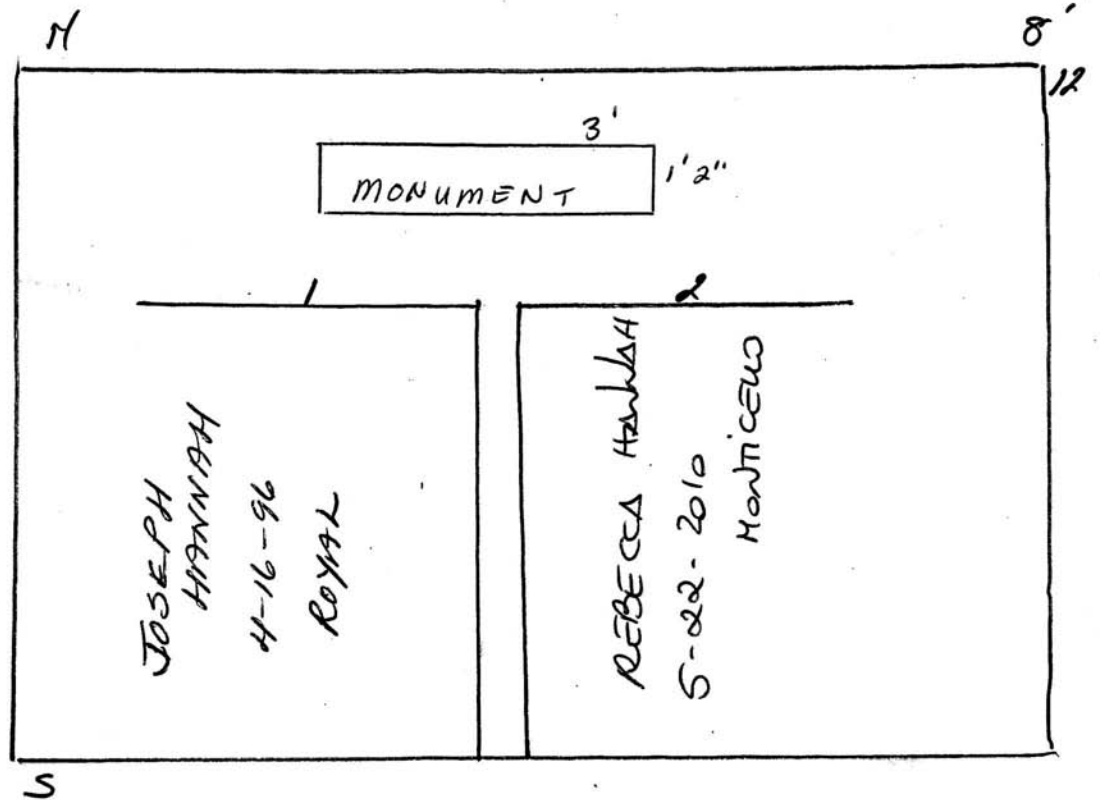 N
8'
12
3'
1'2"
MONUMENT
1
2
JOSEPH
HANNAH
4-16-96
ROYAL
REBECCA HANNAH
5-22-2010
MONTICELLO
S